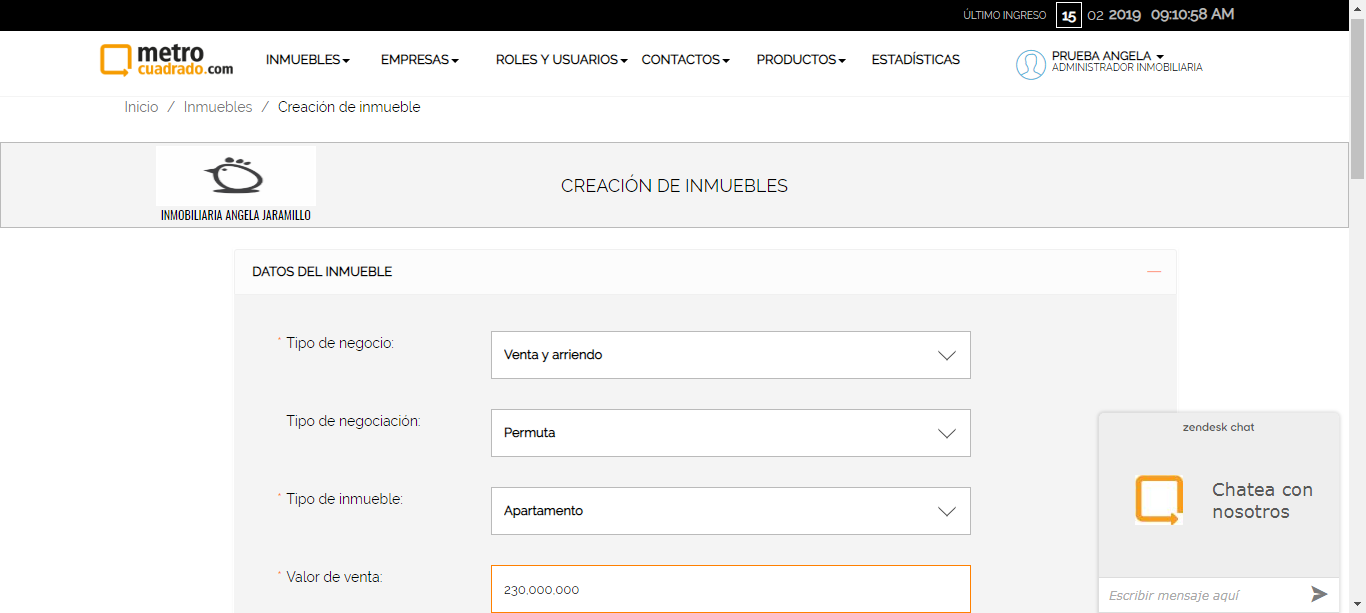 ÚLTIMO INGRESO 15 02 2019 09:10:58 AM
metro
cuadrado.com
INMUEBLES EMPRESAS ROLES Y USUARIOS CONTACTOS PRODUCTOS ESTADÍSTICAS
PRUEBA ANGELA
ADMINISTRADOR INMOBILIARIA
Inicio / Inmuebles / Creación de inmueble
INMOBILIARIA ANGELA JARAMILLO
CREACIÓN DE INMUEBLES
DATOS DEL INMUEBLE
* Tipo de negocio: Venta y arriendo
Tipo de negociación: Permuta
* Tipo de inmueble: Apartamento
* Valor de venta: 230,000,000
zendesk chat
Chatea con
nosotros
Escribir mensaje aquí